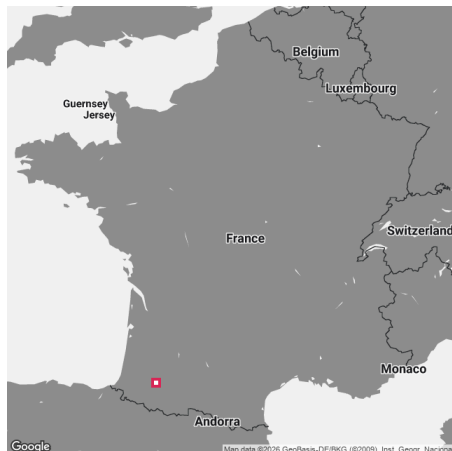 Belgium
Luxembourg
Guernsey
Jersey
France
Switzerland
Monaco
Andorra
Google
Map data ©2026 GeoBasis-DE/BKG (©2009), Inst. Geogr. Nacional